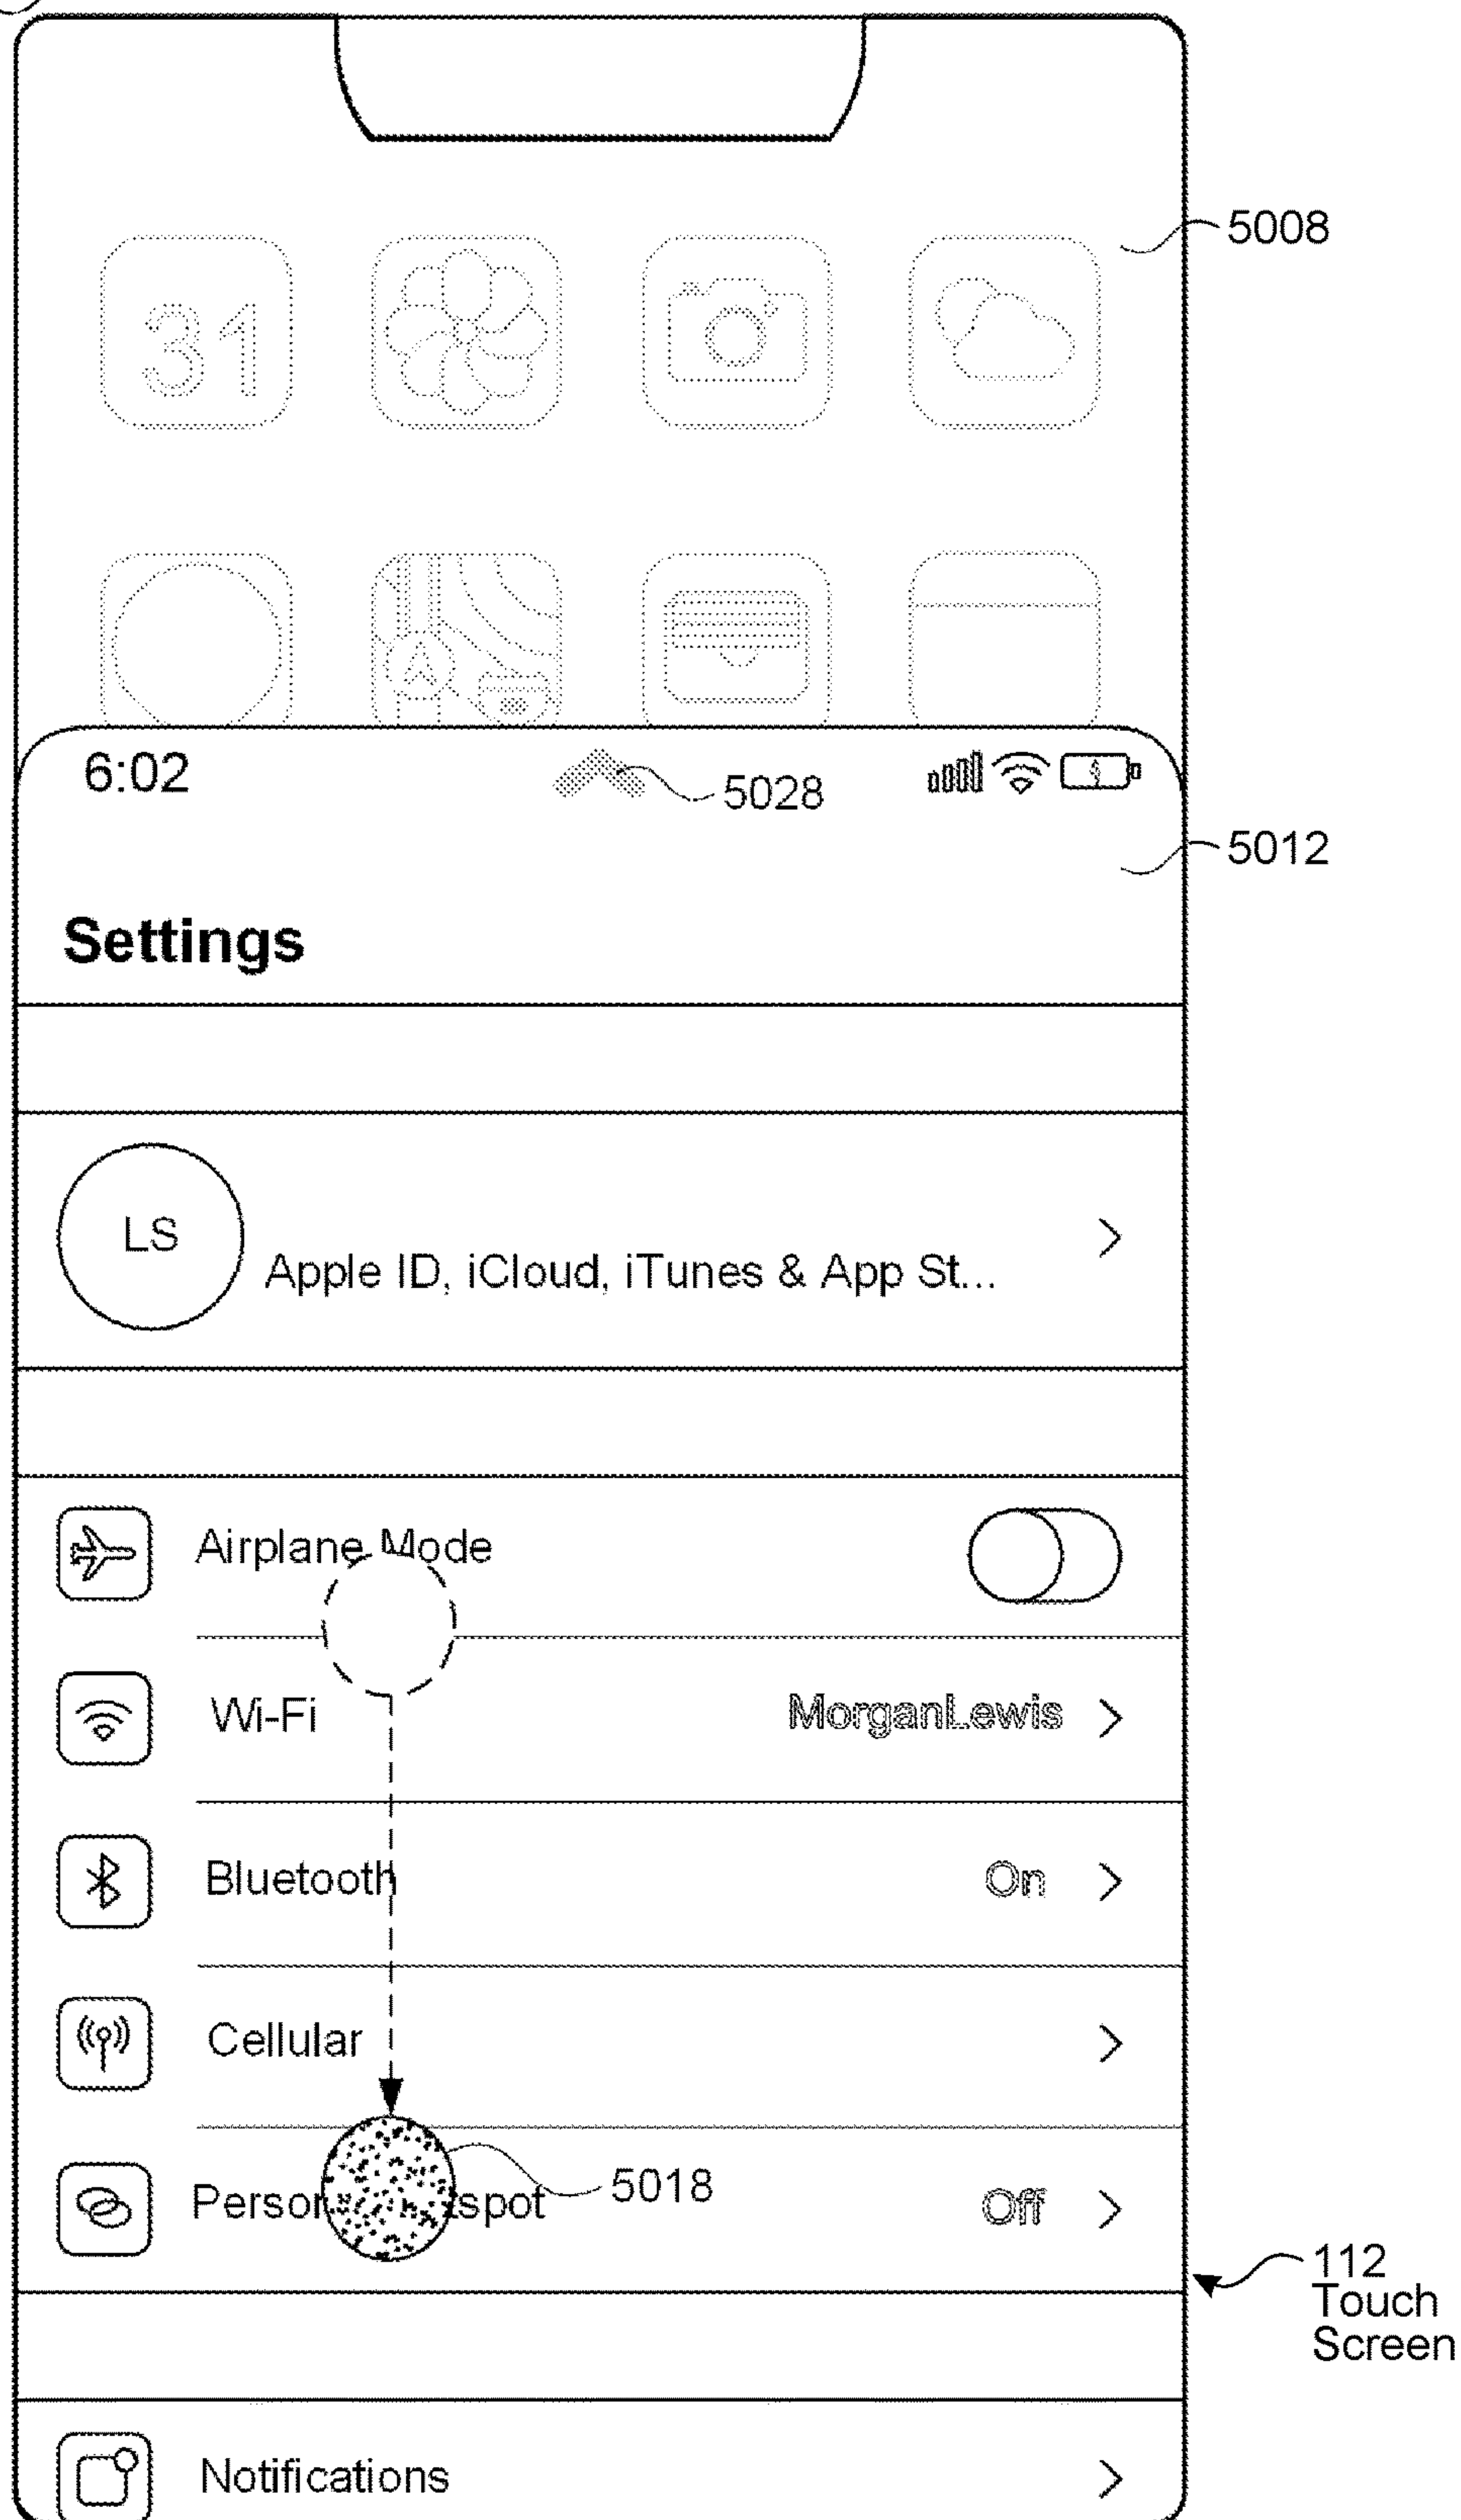 5008
31
6:02
5028
5012
Settings
LS
Apple ID, iCloud, iTunes & App St...
Airplane Mode
Wi-Fi MorganLewis
Bluetooth On
Cellular
5018
Off
112
Touch
Screen
Notifications